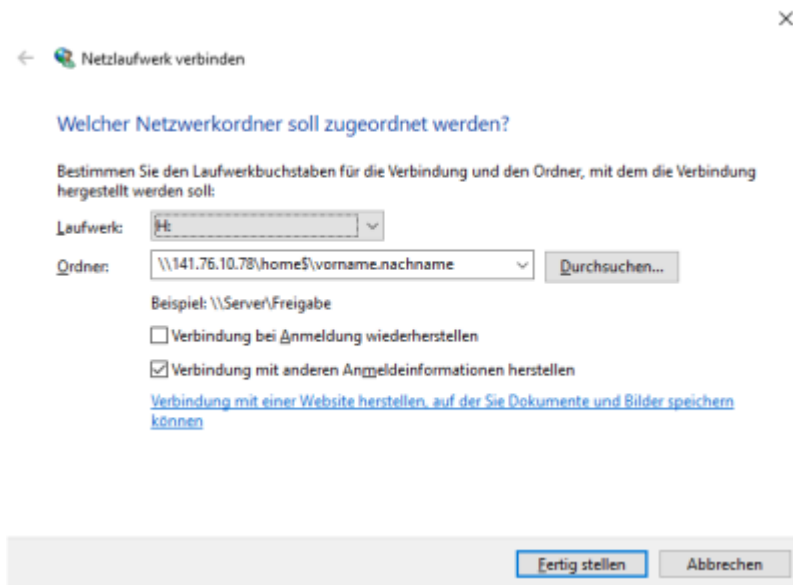 Netzlaufwerk verbinden
Welcher Netzwerkordner soll zugeordnet werden?
Bestimmen Sie den Laufwerkbuchstaben für die Verbindung und den Ordner, mit dem die Verbindung
hergestellt werden soll:
Laufwerk: H:
Ordner: \\141.76.10.78\home$\vorname.nachname Durchsuchen...
Beispiel: \\Server\Freigabe
Verbindung bei Anmeldung wiederherstellen
Verbindung mit anderen Anmeldeinformationen herstellen
Verbindung mit einer Website herstellen, auf der Sie Dokumente und Bilder speichern
können
Fertig stellen Abbrechen